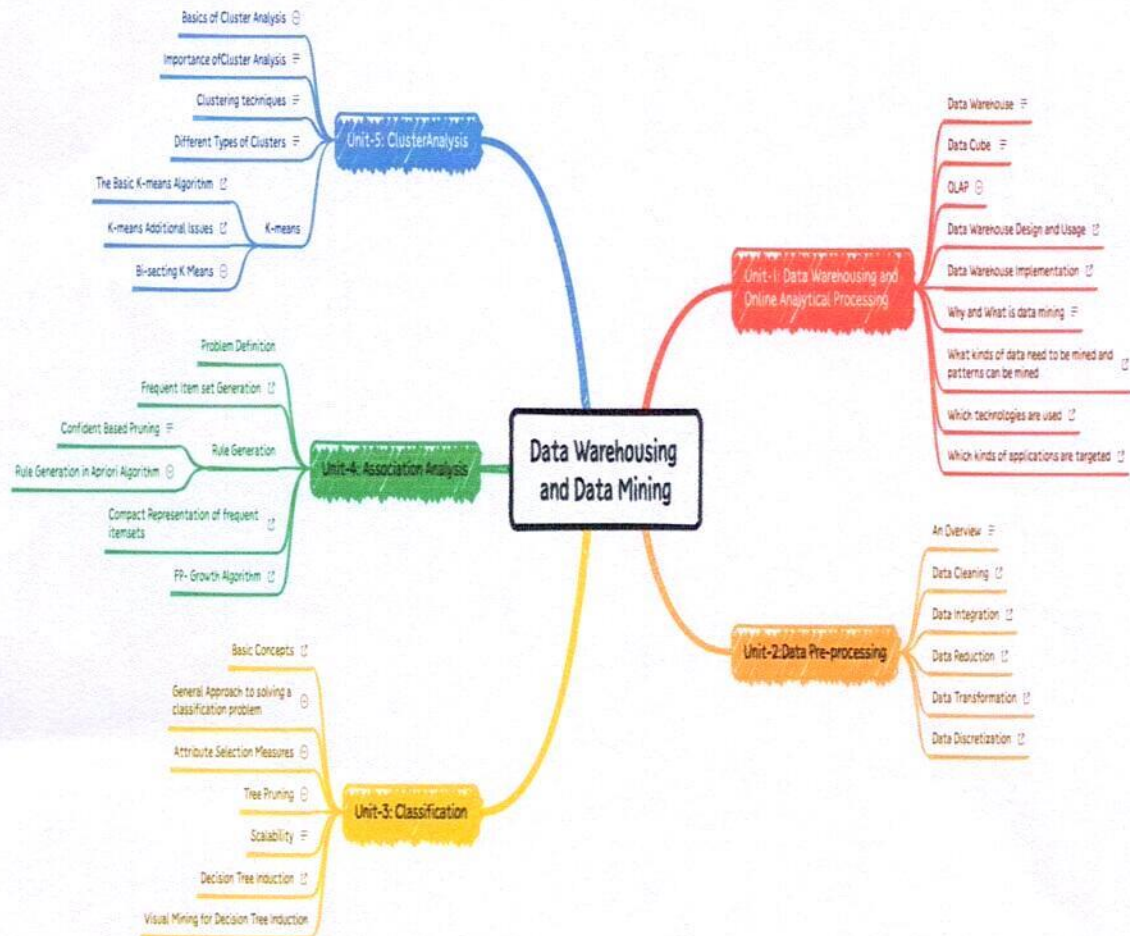 Data Warehousing
and Data Mining
Unit-1: Data Warehousing and
Online Analytical Processing
Data Warehouse
Data Cube
OLAP
Data Warehouse Design and Usage
Data Warehouse Implementation
Why and What is data mining
What kinds of data need to be mined and
patterns can be mined
Which technologies are used
Which kinds of applications are targeted
Unit-2:Data Pre-processing
An Overview
Data Cleaning
Data Integration
Data Reduction
Data Transformation
Data Discretization
Unit-3: Classification
Basic Concepts
General Approach to solving a
classification problem
Attribute Selection Measures
Tree Pruning
Scalability
Decision Tree Induction
Visual Mining for Decision Tree Induction
Unit-4: Association Analysis
Problem Definition
Frequent Item set Generation
Rule Generation
Confident Based Pruning
Rule Generation in Apriori Algorithm
Compact Representation of frequent
itemsets
FP- Growth Algorithm
Unit-5: ClusterAnalysis
Basics of Cluster Analysis
Importance ofCluster Analysis
Clustering techniques
Different Types of Clusters
K-means
The Basic K-means Algorithm
K-means Additional Issues
Bi-secting K Means